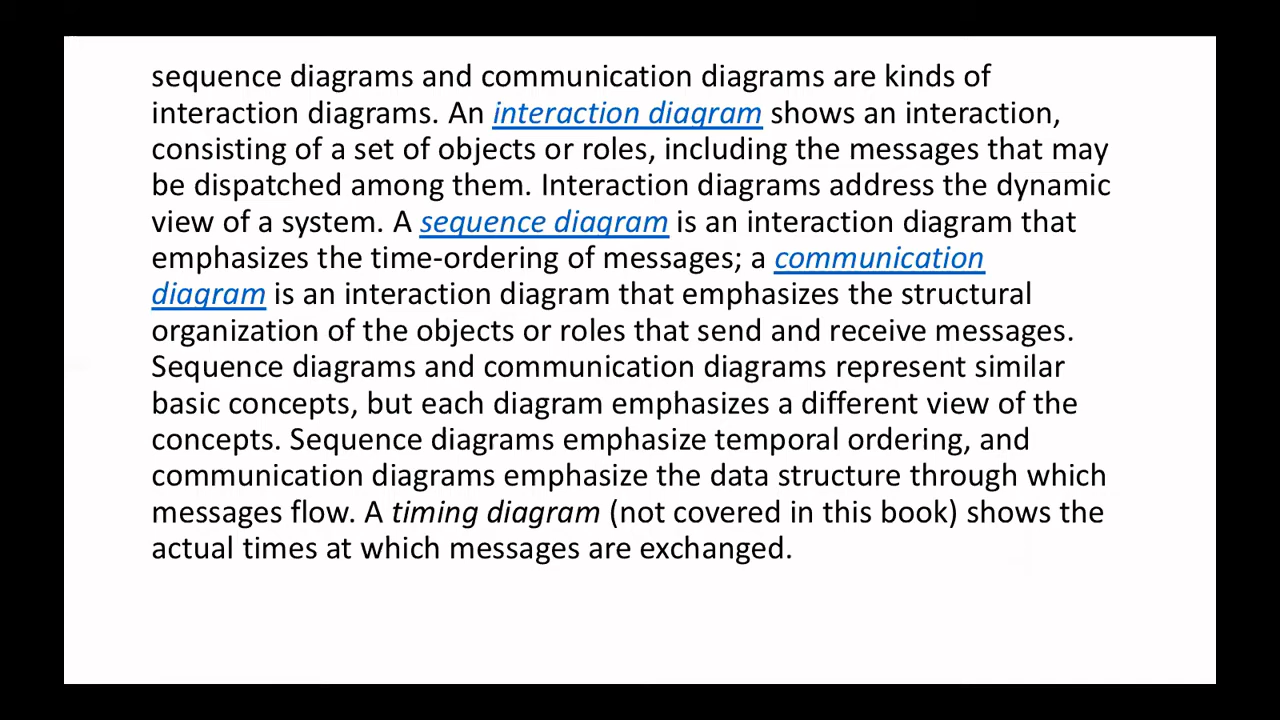 sequence diagrams and communication diagrams are kinds of
interaction diagrams. An interaction diagram shows an interaction,
consisting of a set of objects or roles, including the messages that may
be dispatched among them. Interaction diagrams address the dynamic
view of a system. A sequence diagram is an interaction diagram that
emphasizes the time-ordering of messages; a communication
diagram is an interaction diagram that emphasizes the structural
organization of the objects or roles that send and receive messages.
Sequence diagrams and communication diagrams represent similar
basic concepts, but each diagram emphasizes a different view of the
concepts. Sequence diagrams emphasize temporal ordering, and
communication diagrams emphasize the data structure through which
messages flow. A timing diagram (not covered in this book) shows the
actual times at which messages are exchanged.